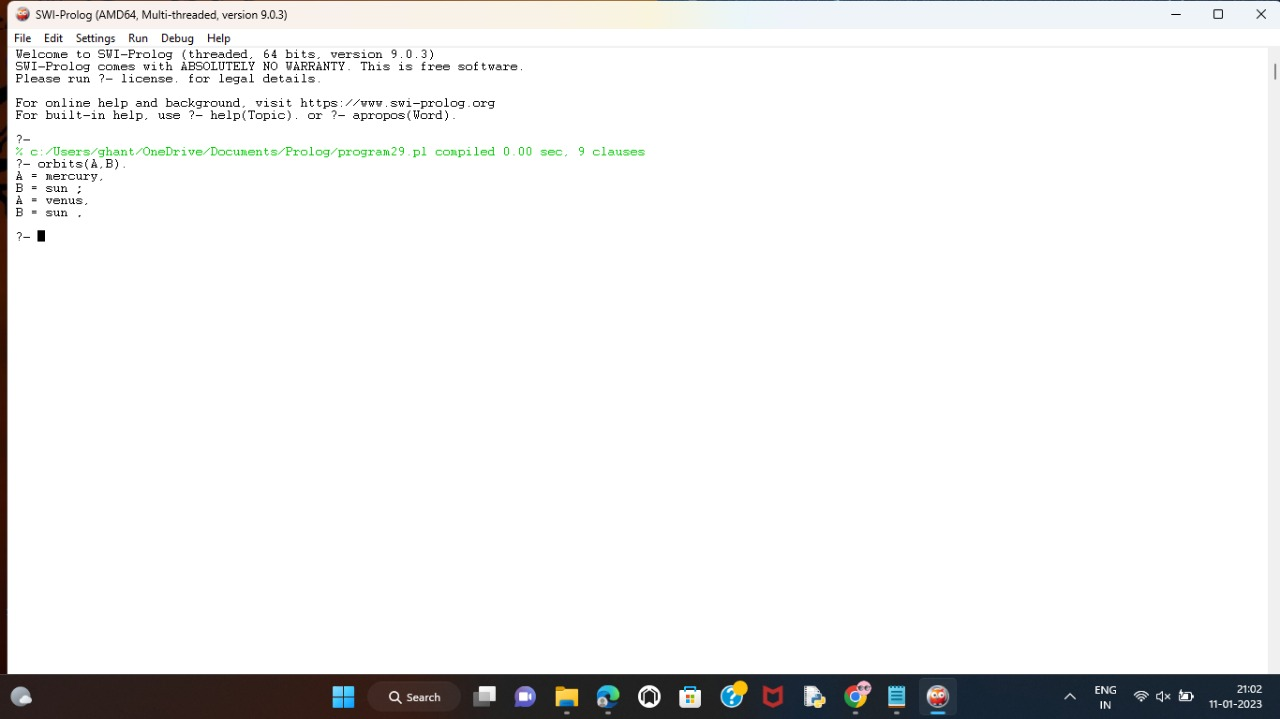 SWI-Prolog (AMD64, Multi-threaded, version 9.0.3)
File Edit Settings Run Debug Help
Welcome to SWI-Prolog (threaded, 64 bits, version 9.0.3)
SWI-Prolog comes with ABSOLUTELY NO WARRANTY. This is free software.
Please run ?- license. for legal details.
For online help and background, visit https://www.swi-prolog.org
For built-in help, use ?- help(Topic). or ?- apropos(Word).
?-
% c:/Users/ghant/OneDrive/Documents/Prolog/program29.pl compiled 0.00 sec, 9 clauses
?- orbits(A,B).
A = mercury,
B = sun ;
A = venus,
B = sun .
?-
Search
ENG
IN
21:02
11-01-2023